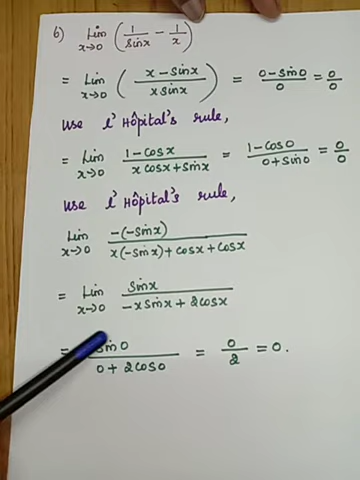 6) Lim x→0 (1/sinx − 1/x)
= Lim x→0 (x − sinx / x sinx) = 0 − sin0 / 0 = 0/0
Use l' Hôpital's rule,
= Lim x→0 1 − cosx / x cosx + sinx = 1 − cos0 / 0 + sin0 = 0/0
Use l' Hôpital's rule,
Lim x→0 −(−sinx) / x(−sinx) + cosx + cosx
= Lim x→0 sinx / −x sinx + 2cosx
= sin0 / 0 + 2cos0 = 0/2 = 0.